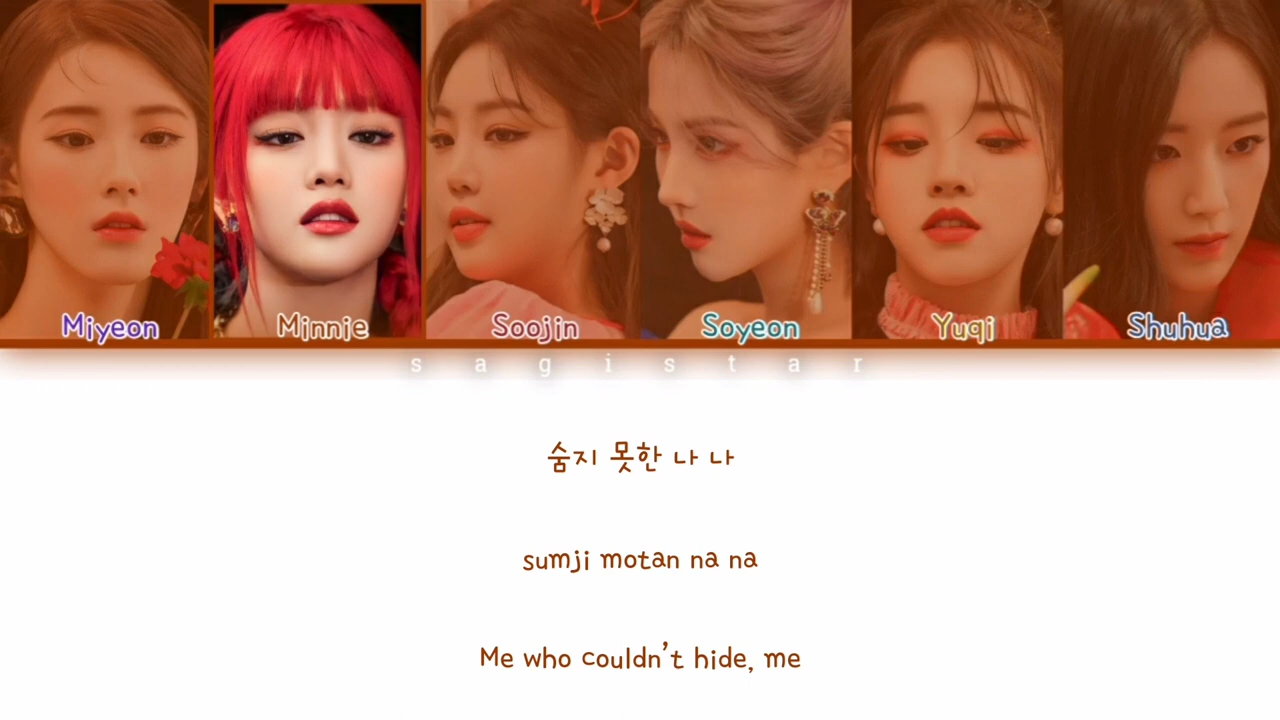 Miyeon Minnie Soojin Soyeon Yuqi Shuhua
sagistar
숨지 못한 나 나
sumji motan na na
Me who couldn't hide, me